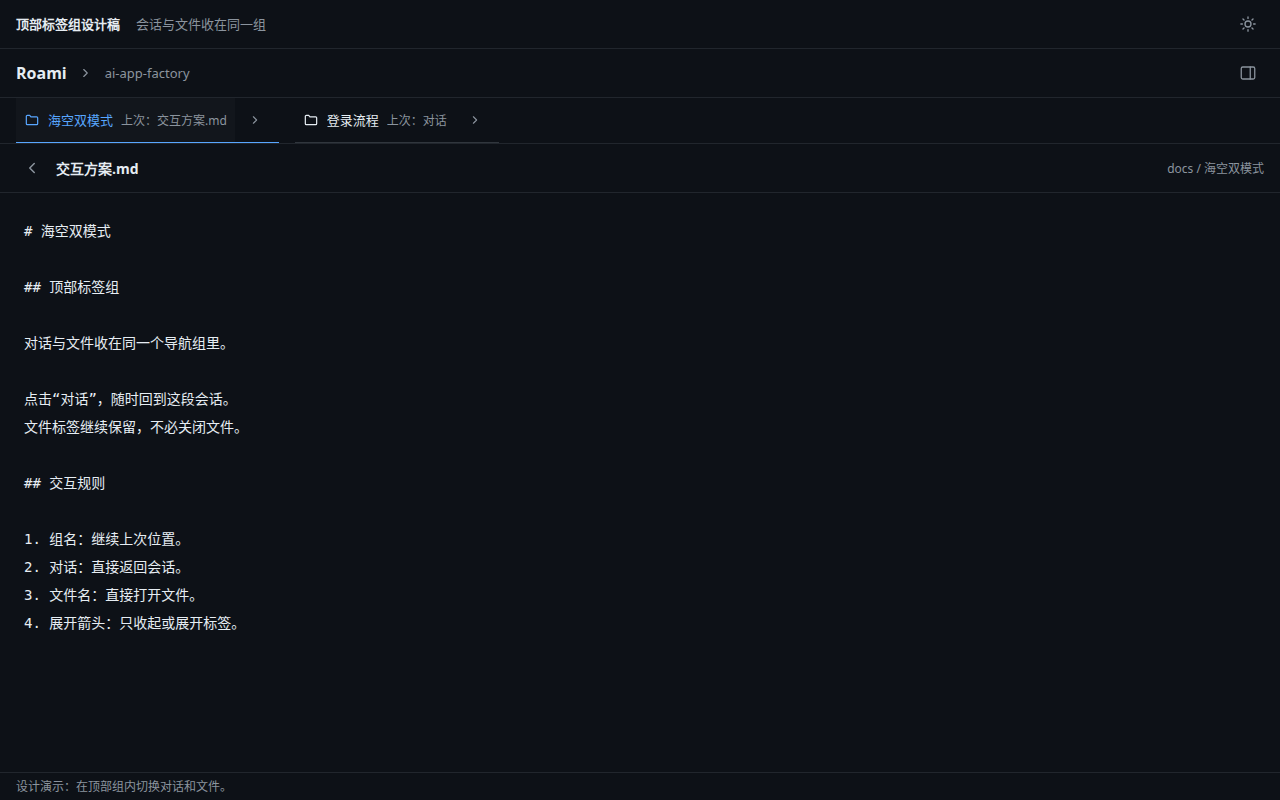 顶部标签组设计稿 会话与文件收在同一组
Roami ai-app-factory
海空双模式 上次：交互方案.md 登录流程 上次：对话
交互方案.md docs / 海空双模式
# 海空双模式
## 顶部标签组
对话与文件收在同一个导航组里。
点击“对话”，随时回到这段会话。
文件标签继续保留，不必关闭文件。
## 交互规则
1. 组名：继续上次位置。
2. 对话：直接返回会话。
3. 文件名：直接打开文件。
4. 展开箭头：只收起或展开标签。
设计演示：在顶部组内切换对话和文件。